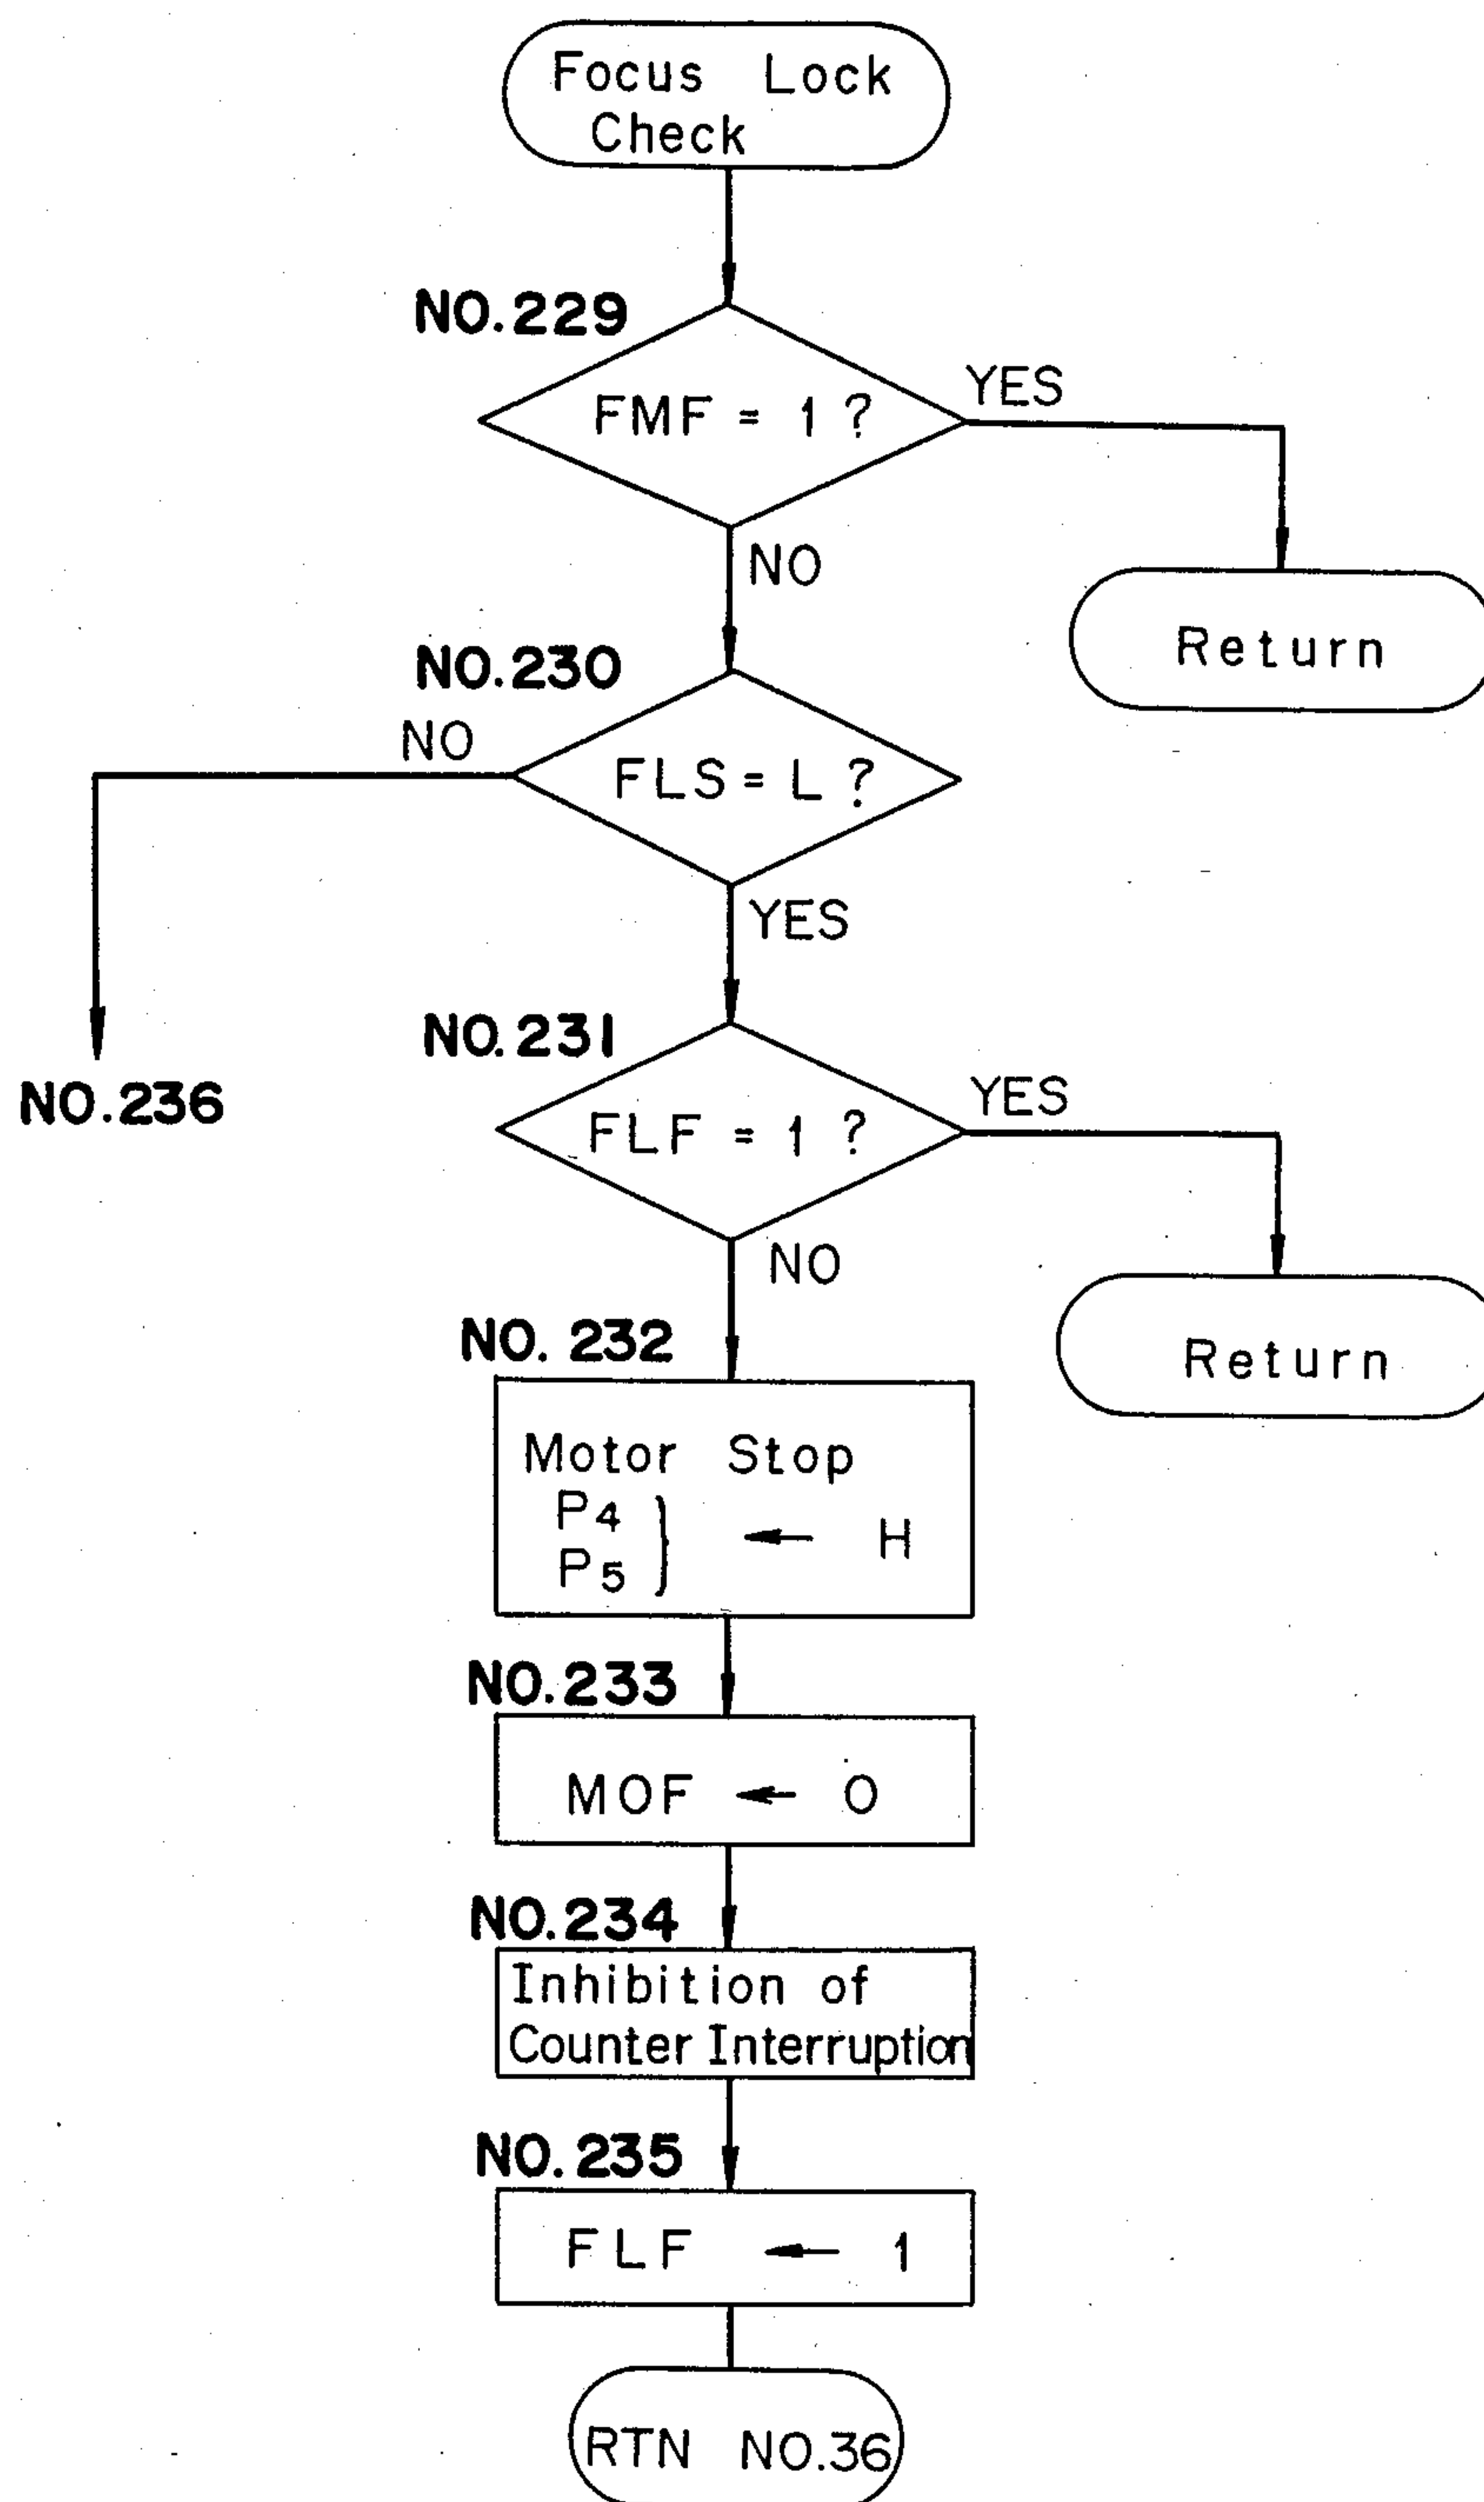 Focus Lock
Check
NO.229
FMF = 1 ?
YES
NO
Return
NO.230
NO
FLS = L ?
YES
NO.231
NO.236
FLF = 1 ?
YES
NO
Return
NO. 232
Motor Stop
P4
P5 } ← H
NO.233
MOF ← 0
NO.234
Inhibition of
Counter Interruption
NO.235
FLF ← 1
RTN NO.36